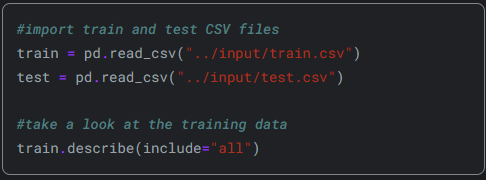 #import train and test CSV files
train = pd.read_csv("../input/train.csv")
test = pd.read_csv("../input/test.csv")
#take a look at the training data
train.describe(include="all")